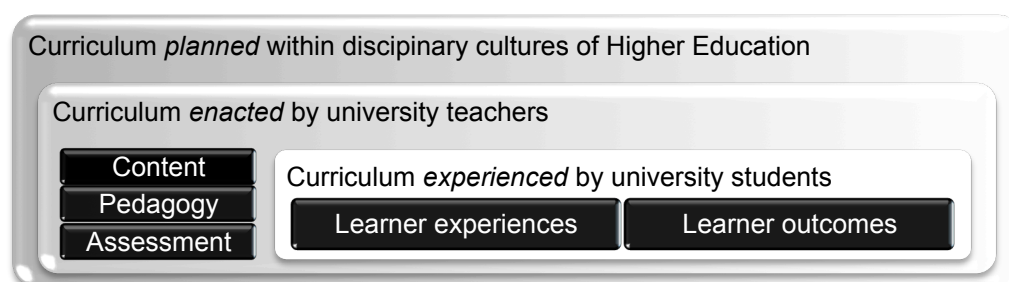 Curriculum planned within discipinary cultures of Higher Education
Curriculum enacted by university teachers
Content
Pedagogy
Assessment
Curriculum experienced by university students
Learner experiences
Learner outcomes